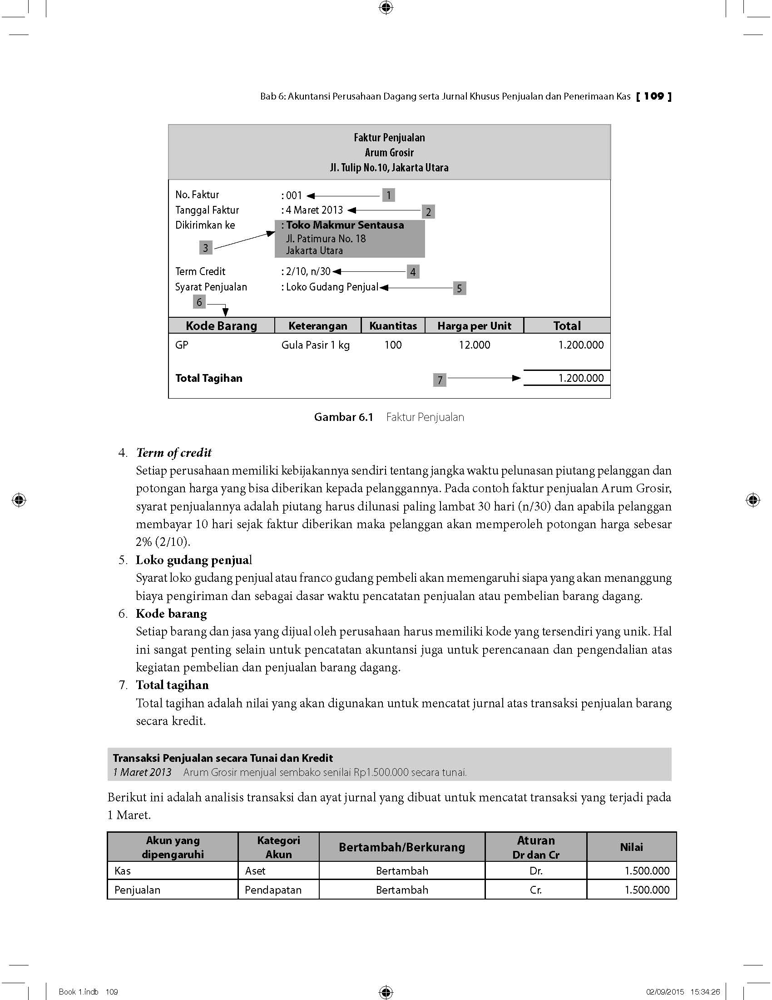 Bab 6: Akuntansi Perusahaan Dagang serta Jurnal Khusus Penjualan dan Penerimaan Kas [ 109 ]
Faktur Penjualan
Arum Grosir
Jl. Tulip No.10, Jakarta Utara
No. Faktur : 001 1
Tanggal Faktur : 4 Maret 2013 2
Dikirimkan ke : Toko Makmur Sentausa
Jl. Patimura No. 18
3
Jakarta Utara
Term Credit : 2/10, n/30 4
Syarat Penjualan : Loko Gudang Penjual 5
6
Kode Barang Keterangan Kuantitas Harga per Unit Total
GP Gula Pasir 1 kg 100 12.000 1.200.000
Total Tagihan 7 1.200.000
Gambar 6.1 Faktur Penjualan
4. Term of credit
Setiap perusahaan memiliki kebijakannya sendiri tentang jangka waktu pelunasan piutang pelanggan dan
potongan harga yang bisa diberikan kepada pelanggannya. Pada contoh faktur penjualan Arum Grosir,
syarat penjualannya adalah piutang harus dilunasi paling lambat 30 hari (n/30) dan apabila pelanggan
membayar 10 hari sejak faktur diberikan maka pelanggan akan memperoleh potongan harga sebesar
2% (2/10).
5. Loko gudang penjual
Syarat loko gudang penjual atau franco gudang pembeli akan memengaruhi siapa yang akan menanggung
biaya pengiriman dan sebagai dasar waktu pencatatan penjualan atau pembelian barang dagang.
6. Kode barang
Setiap barang dan jasa yang dijual oleh perusahaan harus memiliki kode yang tersendiri yang unik. Hal
ini sangat penting selain untuk pencatatan akuntansi juga untuk perencanaan dan pengendalian atas
kegiatan pembelian dan penjualan barang dagang.
7. Total tagihan
Total tagihan adalah nilai yang akan digunakan untuk mencatat jurnal atas transaksi penjualan barang
secara kredit.
Transaksi Penjualan secara Tunai dan Kredit
1 Maret 2013 Arum Grosir menjual sembako senilai Rp1.500.000 secara tunai.
Berikut ini adalah analisis transaksi dan ayat jurnal yang dibuat untuk mencatat transaksi yang terjadi pada
1 Maret.
Akun yang dipengaruhi Kategori Akun Bertambah/Berkurang Aturan Dr dan Cr Nilai
Kas Aset Bertambah Dr. 1.500.000
Penjualan Pendapatan Bertambah Cr. 1.500.000
Book 1.indb 109 02/09/2015 15:34:26